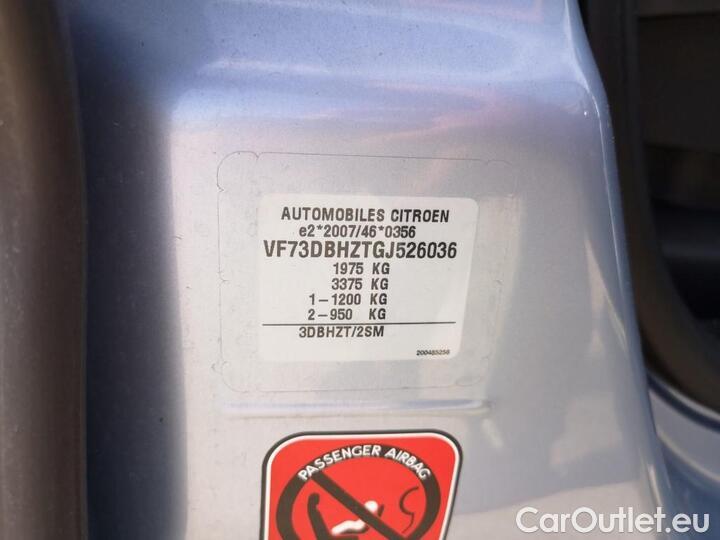 AUTOMOBILES CITROEN
e2*2007/46*0356
VF73DBHZTGJ526036
1975 KG
3375 KG
1-1200 KG
2-950 KG
3DBHZT/2SM
200485256
PASSENGER AIRBAG
CarOutlet.eu